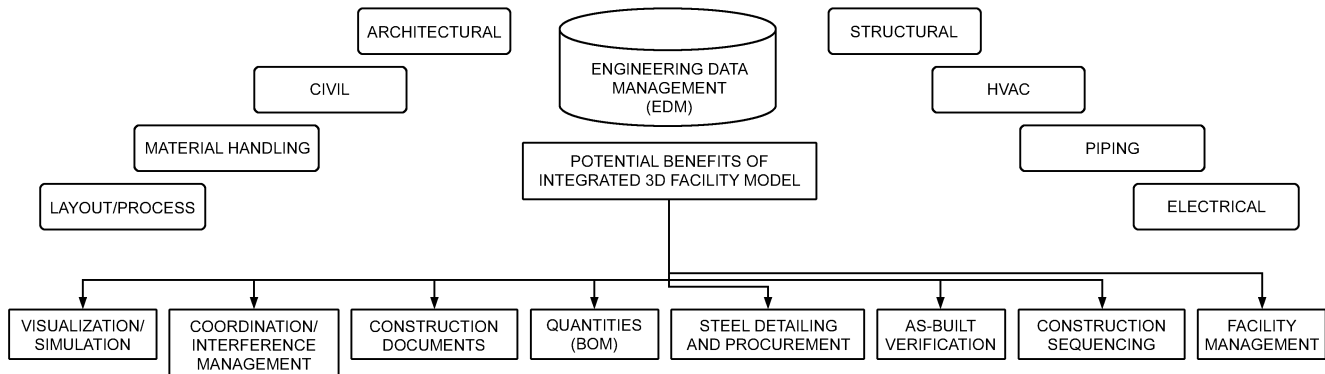 ARCHITECTURAL
ENGINEERING DATA
MANAGEMENT
(EDM)
STRUCTURAL
CIVIL
HVAC
MATERIAL HANDLING
POTENTIAL BENEFITS OF
INTEGRATED 3D FACILITY MODEL
PIPING
LAYOUT/PROCESS
ELECTRICAL
VISUALIZATION/
SIMULATION
COORDINATION/
INTERFERENCE
MANAGEMENT
CONSTRUCTION
DOCUMENTS
QUANTITIES
(BOM)
STEEL DETAILING
AND PROCUREMENT
AS-BUILT
VERIFICATION
CONSTRUCTION
SEQUENCING
FACILITY
MANAGEMENT